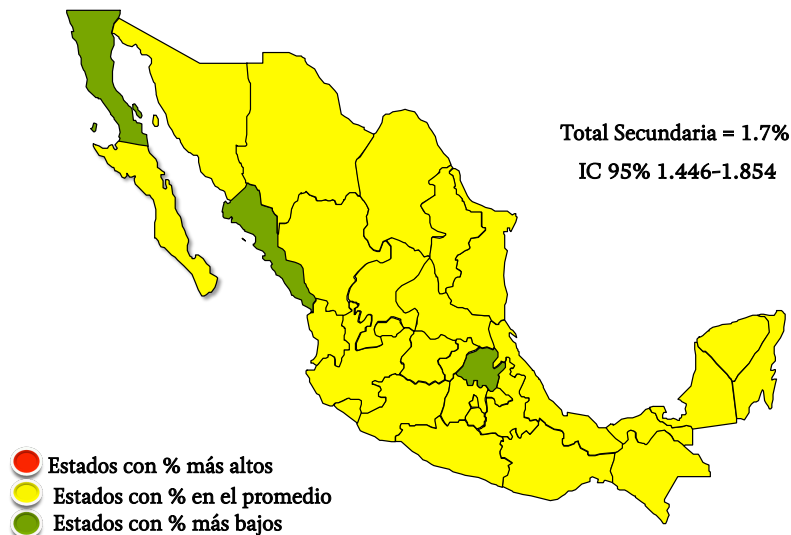 Total Secundaria = 1.7%
IC 95% 1.446-1.854
Estados con % más altos
Estados con % en el promedio
Estados con % más bajos